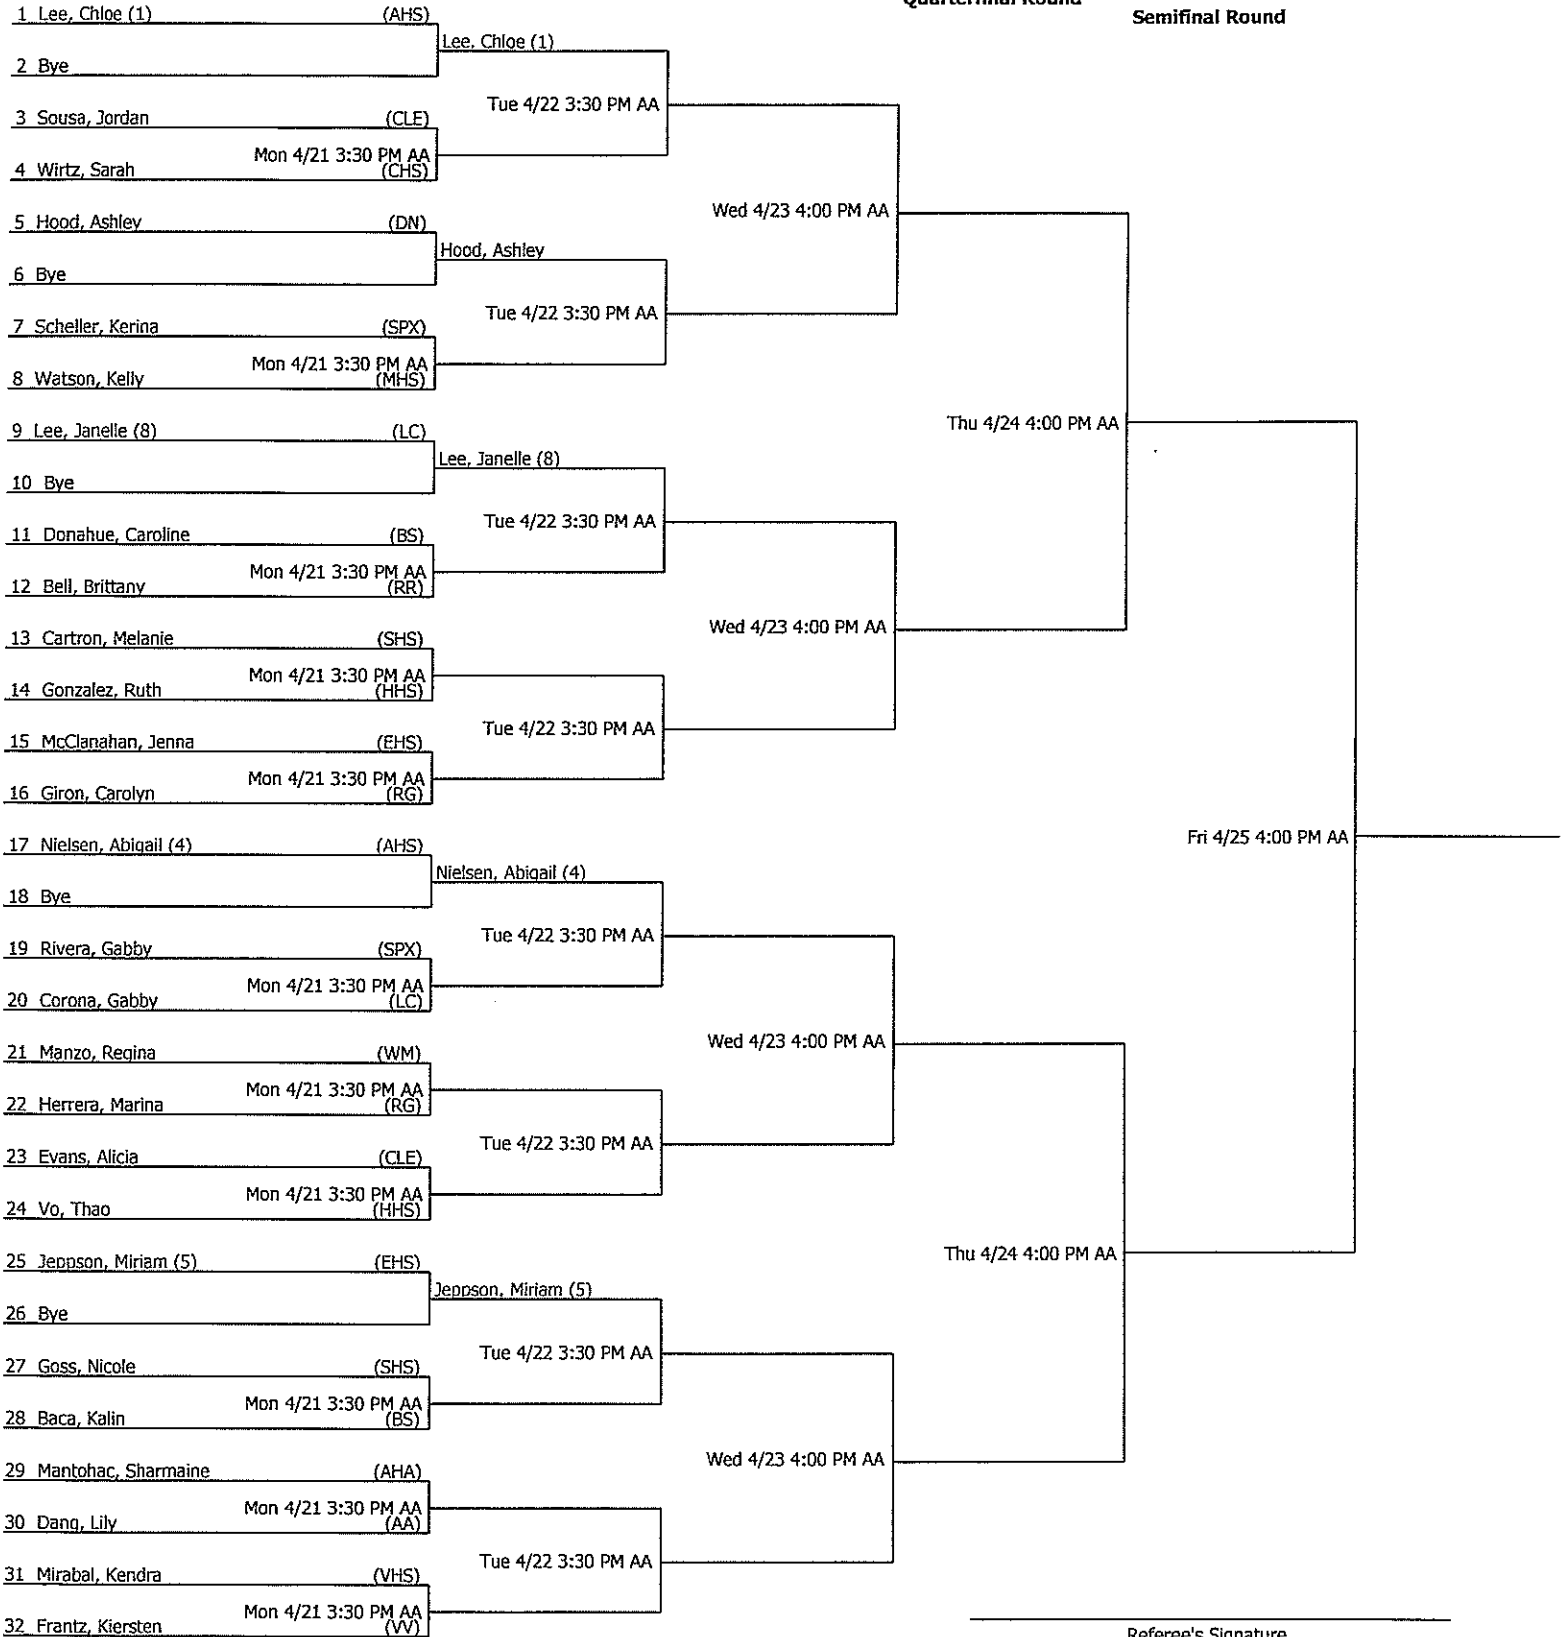 Quarterfinal Round
Semifinal Round
1 Lee, Chloe (1) (AHS)
Lee, Chloe (1)
2 Bye
Tue 4/22 3:30 PM AA
3 Sousa, Jordan (CLE)
Mon 4/21 3:30 PM AA
4 Wirtz, Sarah (CHS)
Wed 4/23 4:00 PM AA
5 Hood, Ashley (DN)
Hood, Ashley
6 Bye
Tue 4/22 3:30 PM AA
7 Scheller, Kerina (SPX)
Mon 4/21 3:30 PM AA
8 Watson, Kelly (MHS)
Thu 4/24 4:00 PM AA
9 Lee, Janelle (8) (LC)
Lee, Janelle (8)
10 Bye
Tue 4/22 3:30 PM AA
11 Donahue, Caroline (BS)
Mon 4/21 3:30 PM AA
12 Bell, Brittany (RR)
Wed 4/23 4:00 PM AA
13 Cartron, Melanie (SHS)
Mon 4/21 3:30 PM AA
14 Gonzalez, Ruth (HHS)
Tue 4/22 3:30 PM AA
15 McClanahan, Jenna (EHS)
Mon 4/21 3:30 PM AA
16 Giron, Carolyn (RG)
Fri 4/25 4:00 PM AA
17 Nielsen, Abigail (4) (AHS)
Nielsen, Abigail (4)
18 Bye
Tue 4/22 3:30 PM AA
19 Rivera, Gabby (SPX)
Mon 4/21 3:30 PM AA
20 Corona, Gabby (LC)
Wed 4/23 4:00 PM AA
21 Manzo, Regina (WM)
Mon 4/21 3:30 PM AA
22 Herrera, Marina (RG)
Tue 4/22 3:30 PM AA
23 Evans, Alicia (CLE)
Mon 4/21 3:30 PM AA
24 Vo, Thao (HHS)
Thu 4/24 4:00 PM AA
25 Jeppson, Miriam (5) (EHS)
Jeppson, Miriam (5)
26 Bye
Tue 4/22 3:30 PM AA
27 Goss, Nicole (SHS)
Mon 4/21 3:30 PM AA
28 Baca, Kalin (BS)
Wed 4/23 4:00 PM AA
29 Mantohac, Sharmaine (AHA)
Mon 4/21 3:30 PM AA
30 Dang, Lily (AA)
Tue 4/22 3:30 PM AA
31 Mirabal, Kendra (VHS)
Mon 4/21 3:30 PM AA
32 Frantz, Kiersten (VV)
Referee's Signature